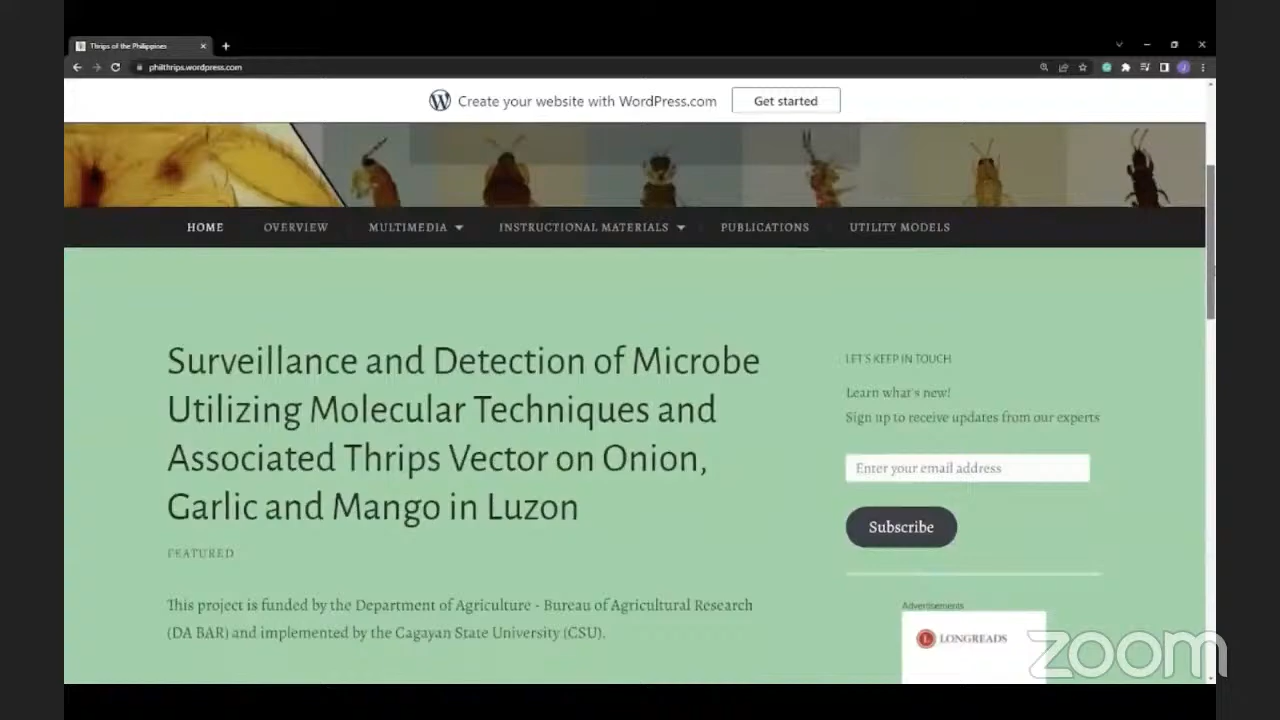 Thrips of the Philippines
philthrips.wordpress.com
Create your website with WordPress.com
Get started
HOME OVERVIEW MULTIMEDIA INSTRUCTIONAL MATERIALS PUBLICATIONS UTILITY MODELS
Surveillance and Detection of Microbe
Utilizing Molecular Techniques and
Associated Thrips Vector on Onion,
Garlic and Mango in Luzon
FEATURED
This project is funded by the Department of Agriculture - Bureau of Agricultural Research
(DA BAR) and implemented by the Cagayan State University (CSU).
LET'S KEEP IN TOUCH
Learn what's new!
Sign up to receive updates from our experts
Enter your email address
Subscribe
Advertisements
L LONGREADS
zoom